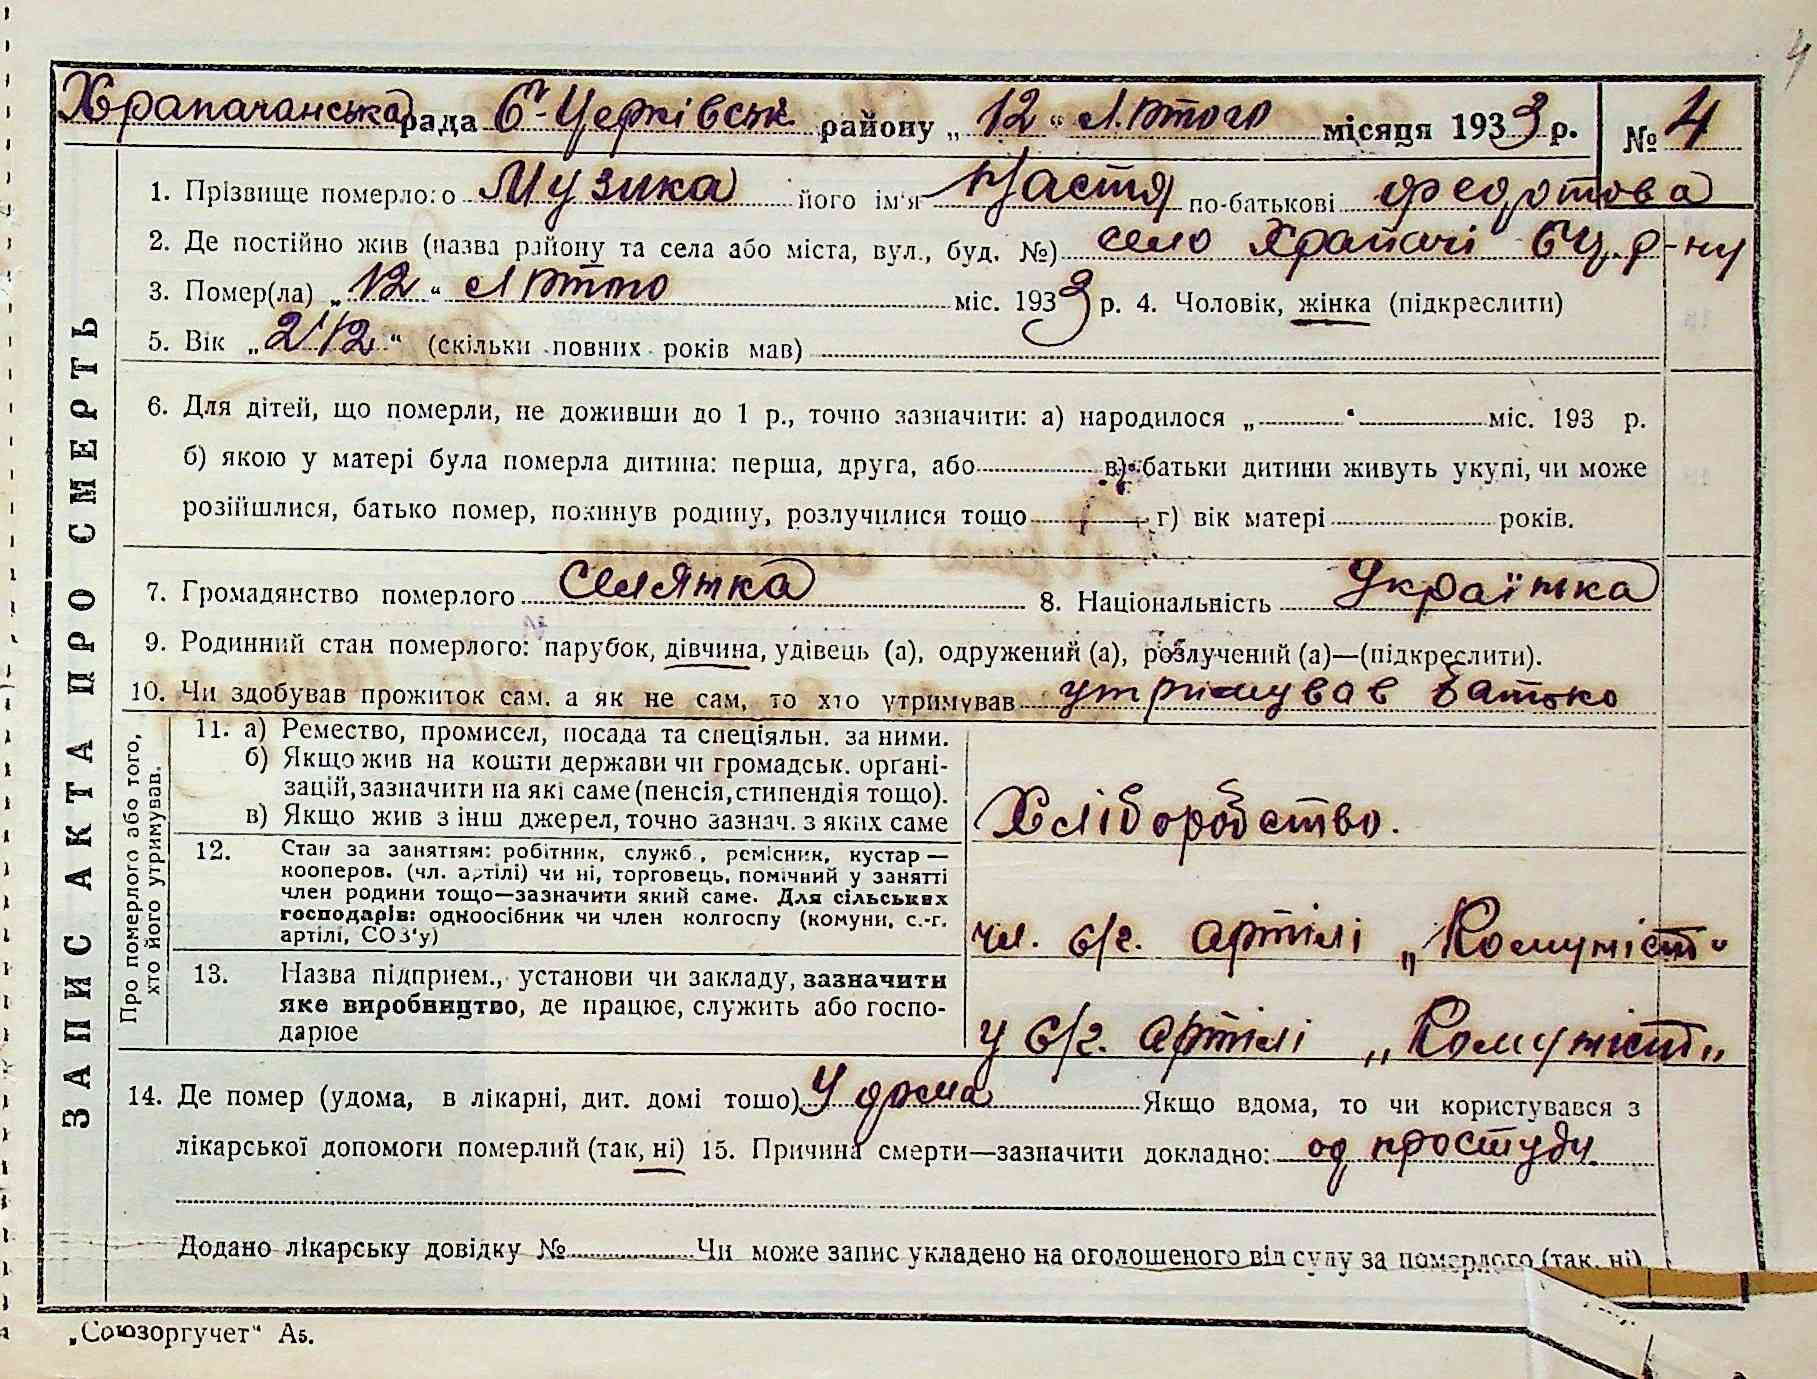 4
Храпачанська рада Б-Церківськ району „12“ Лютого місяця 1933 р. № 4
ЗАПИС АКТА ПРО СМЕРТЬ
1. Прізвище померлого Музика його ім'я Настя по-батькові Федотова
2. Де постійно жив (назва району та села або міста, вул., буд. №) село Храпачі БЦ. р-ну
3. Помер(ла) „12“ Лютто міс. 1933 р. 4. Чоловік, жінка (підкреслити)
5. Вік „2 1/2“ (скільки повних років мав)
6. Для дітей, що померли, не доживши до 1 р., точно зазначити: а) народилося „ “ міс. 193 р.
б) якою у матері була померла дитина: перша, друга, або в) батьки дитини живуть укупі, чи може
розійшлися, батько помер, покинув родину, розлучилися тощо г) вік матері років.
7. Громадянство померлого Селянка 8. Національність Українка
9. Родинний стан померлого: парубок, дівчина, удівець (а), одружений (а), розлучений (а)—(підкреслити).
10. Чи здобував прожиток сам, а як не сам, то хто утримував утримував батько
Про померлого або того,
хто його утримував.
11. а) Ремество, промисел, посада та спеціяльн. за ними.
б) Якщо жив на кошти держави чи громадськ. органі-
зацій, зазначити на які саме (пенсія, стипендія тощо).
в) Якщо жив з інш джерел, точно зазнач. з яких саме
Хліборобство.
12. Стан за заняттям: робітник, служб., ремісник, кустар —
кооперов. (чл. артілі) чи ні, торговець, помічний у занятті
член родини тощо—зазначити який саме. Для сільських
господарів: одноосібник чи член колгоспу (комуни, с.-г.
артілі, СОЗ'у)
чл. с/г. артілі „Комуніст“
13. Назва підприєм., установи чи закладу, зазначити
яке виробництво, де працює, служить або госпо-
дарює
у с/г. артілі „Комуніст„
14. Де помер (удома, в лікарні, дит. домі тощо) У дома Якщо вдома, то чи користувався з
лікарської допомоги померлий (так, ні) 15. Причина смерти—зазначити докладно: од простуди
Додано лікарську довідку № Чи може запис укладено на оголошеного від суду за померлого (так, ні)
„Союзоргучет“ А5.